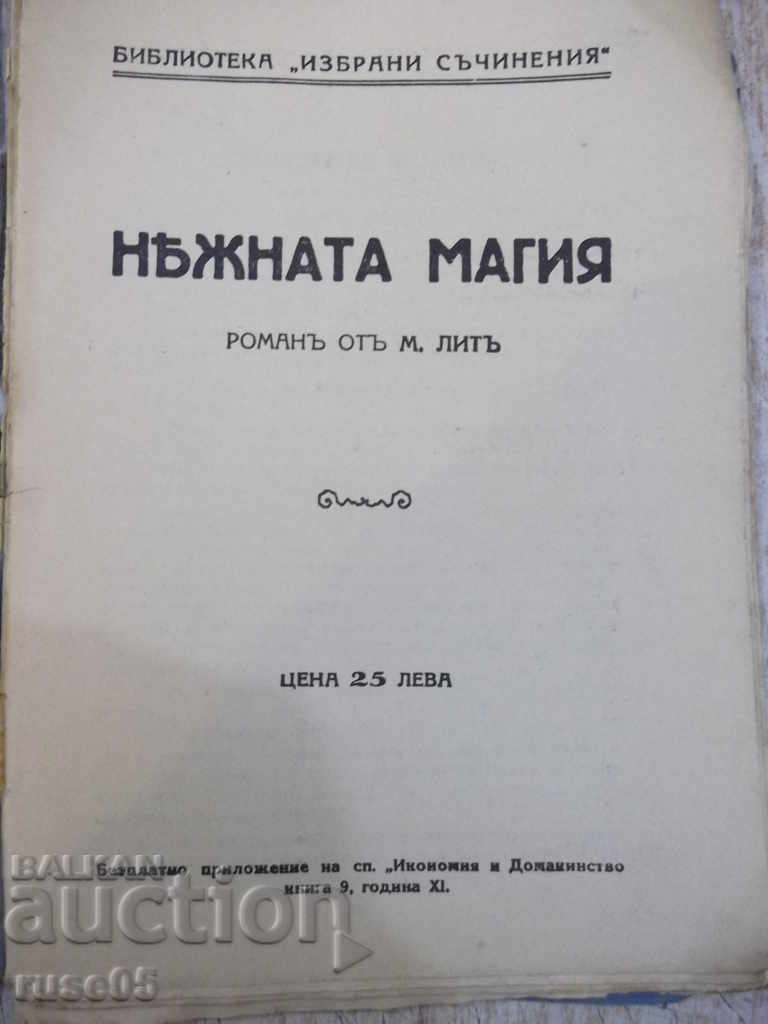 БИБЛИОТЕКА „ИЗБРАНИ СЪЧИНЕНИЯ“
НѢЖНАТА МАГИЯ
РОМАНЪ ОТЪ М. ЛИТЪ
ЦЕНА 25 ЛЕВА
Безплатно приложение на сп. „Икономия и Домакинство
книга 9, година XI.
BALKAN
auction
ruse05